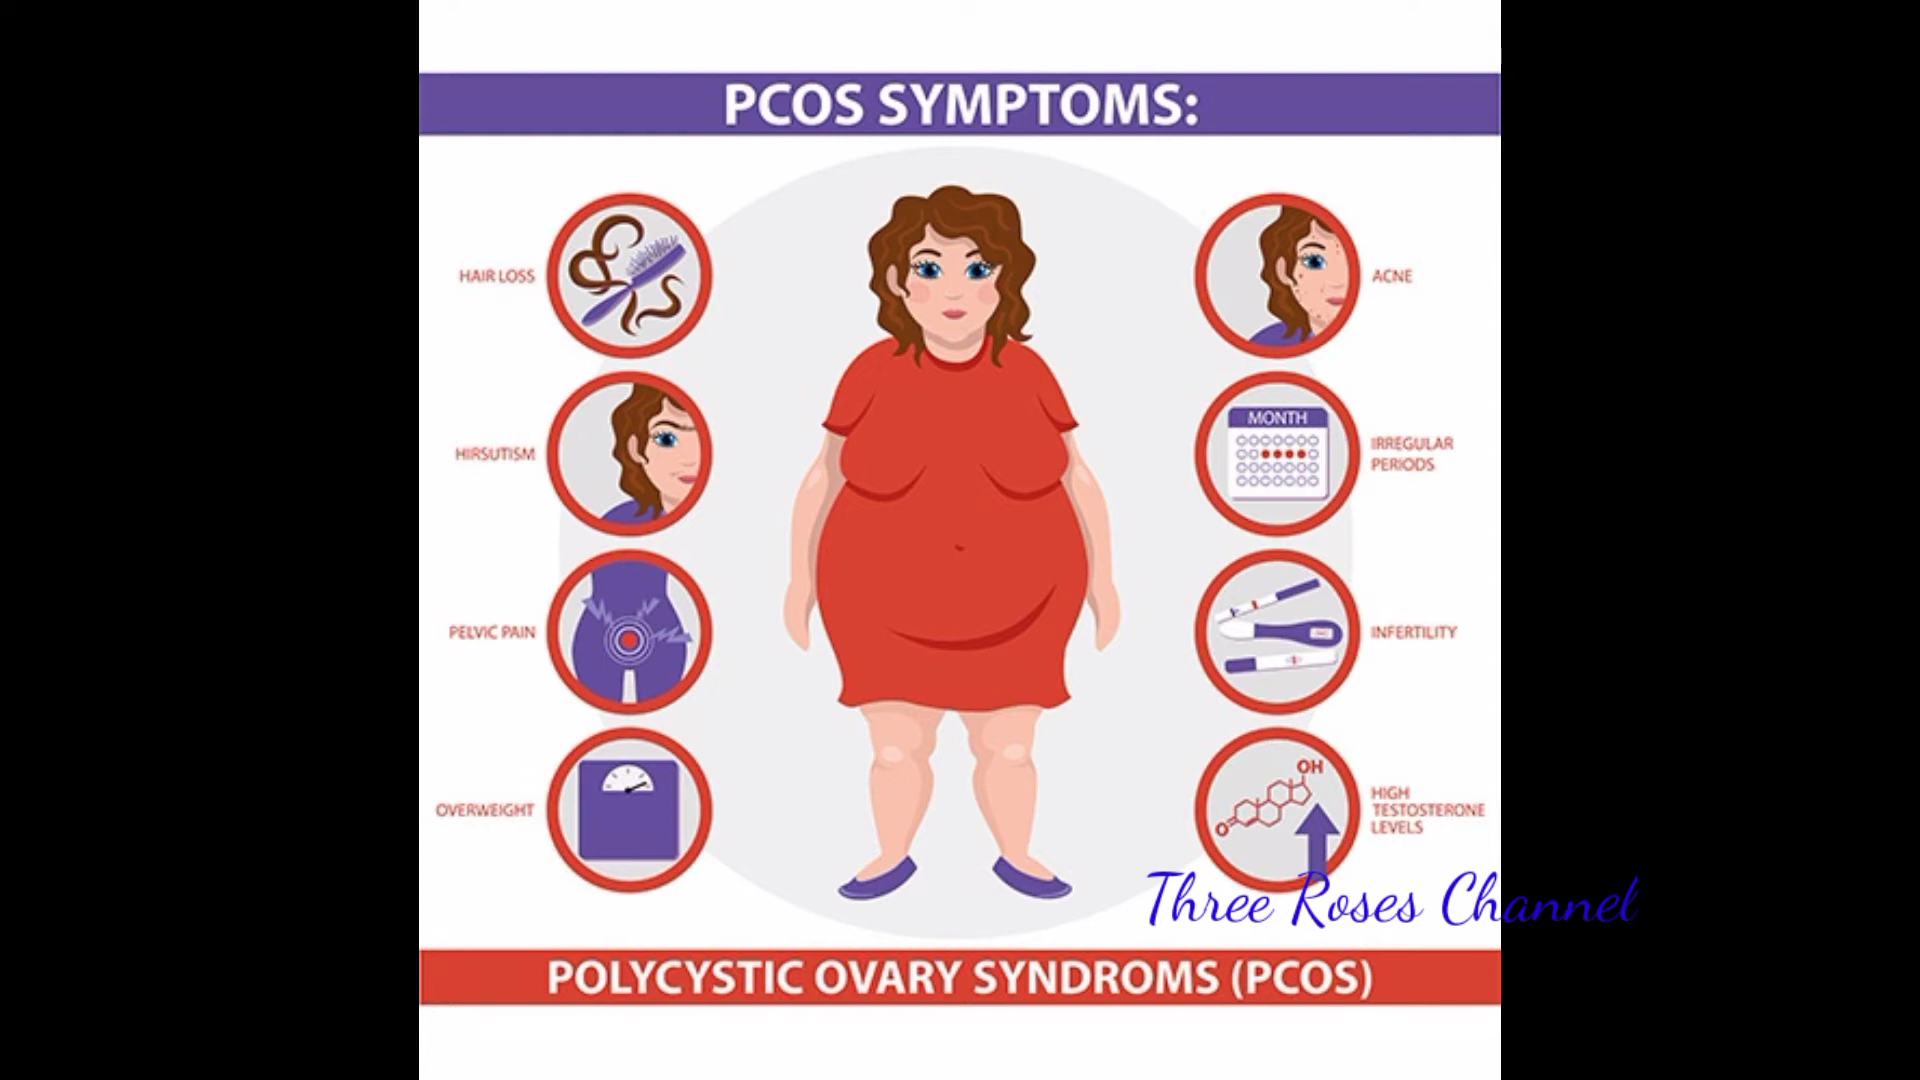 PCOS SYMPTOMS:
HAIR LOSS
HIRSUTISM
PELVIC PAIN
OVERWEIGHT
ACNE
MONTH
IRREGULAR
PERIODS
INFERTILITY
OH
O
HIGH
TESTOSTERONE
LEVELS
Three Roses Channel
POLYCYSTIC OVARY SYNDROMS (PCOS)